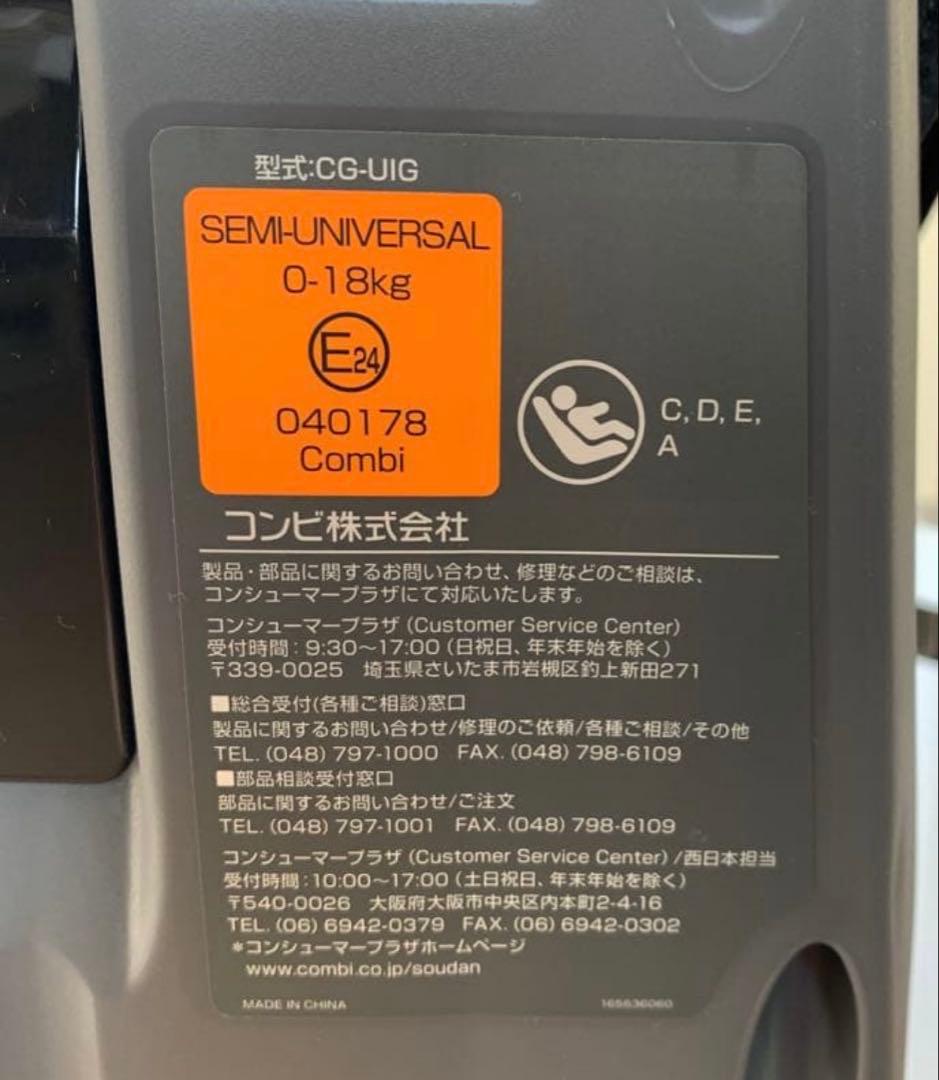 型式:CG-UIG
SEMI-UNIVERSAL
0-18kg
E24
040178
Combi
C, D, E,
A
コンビ株式会社
製品・部品に関するお問い合わせ、修理などのご相談は、
コンシューマープラザにて対応いたします。
コンシューマープラザ (Customer Service Center)
受付時間:9:30〜17:00 (日祝日、年末年始を除く)
〒339-0025 埼玉県さいたま市岩槻区釣上新田271
■総合受付(各種ご相談)窓口
製品に関するお問い合わせ/修理のご依頼/各種ご相談/その他
TEL. (048) 797-1000 FAX. (048) 798-6109
■部品相談受付窓口
部品に関するお問い合わせ/ご注文
TEL. (048) 797-1001 FAX. (048) 798-6109
コンシューマープラザ (Customer Service Center) /西日本担当
受付時間:10:00〜17:00 (土日祝日、年末年始を除く)
〒540-0026 大阪府大阪市中央区内本町2-4-16
TEL. (06) 6942-0379 FAX. (06) 6942-0302
*コンシューマープラザホームページ
www.combi.co.jp/soudan
MADE IN CHINA 165636060